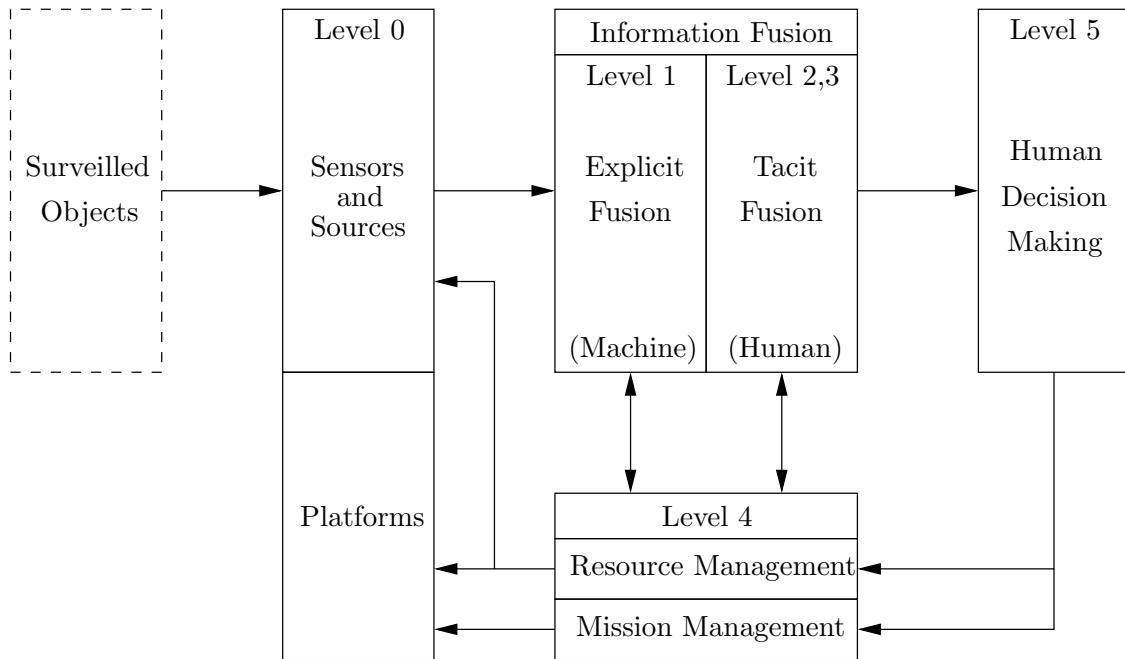 Surveilled
Objects
Level 0
Sensors
and
Sources
Platforms
Information Fusion
Level 1
Explicit
Fusion
(Machine)
Level 2,3
Tacit
Fusion
(Human)
Level 4
Resource Management
Mission Management
Level 5
Human
Decision
Making